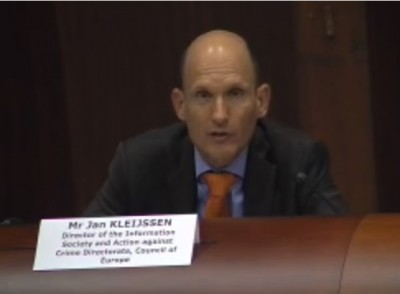 Mr Jan KLEIJSSEN
Director of the Information
Society and Action against
Crime Directorate, Council of
Europe